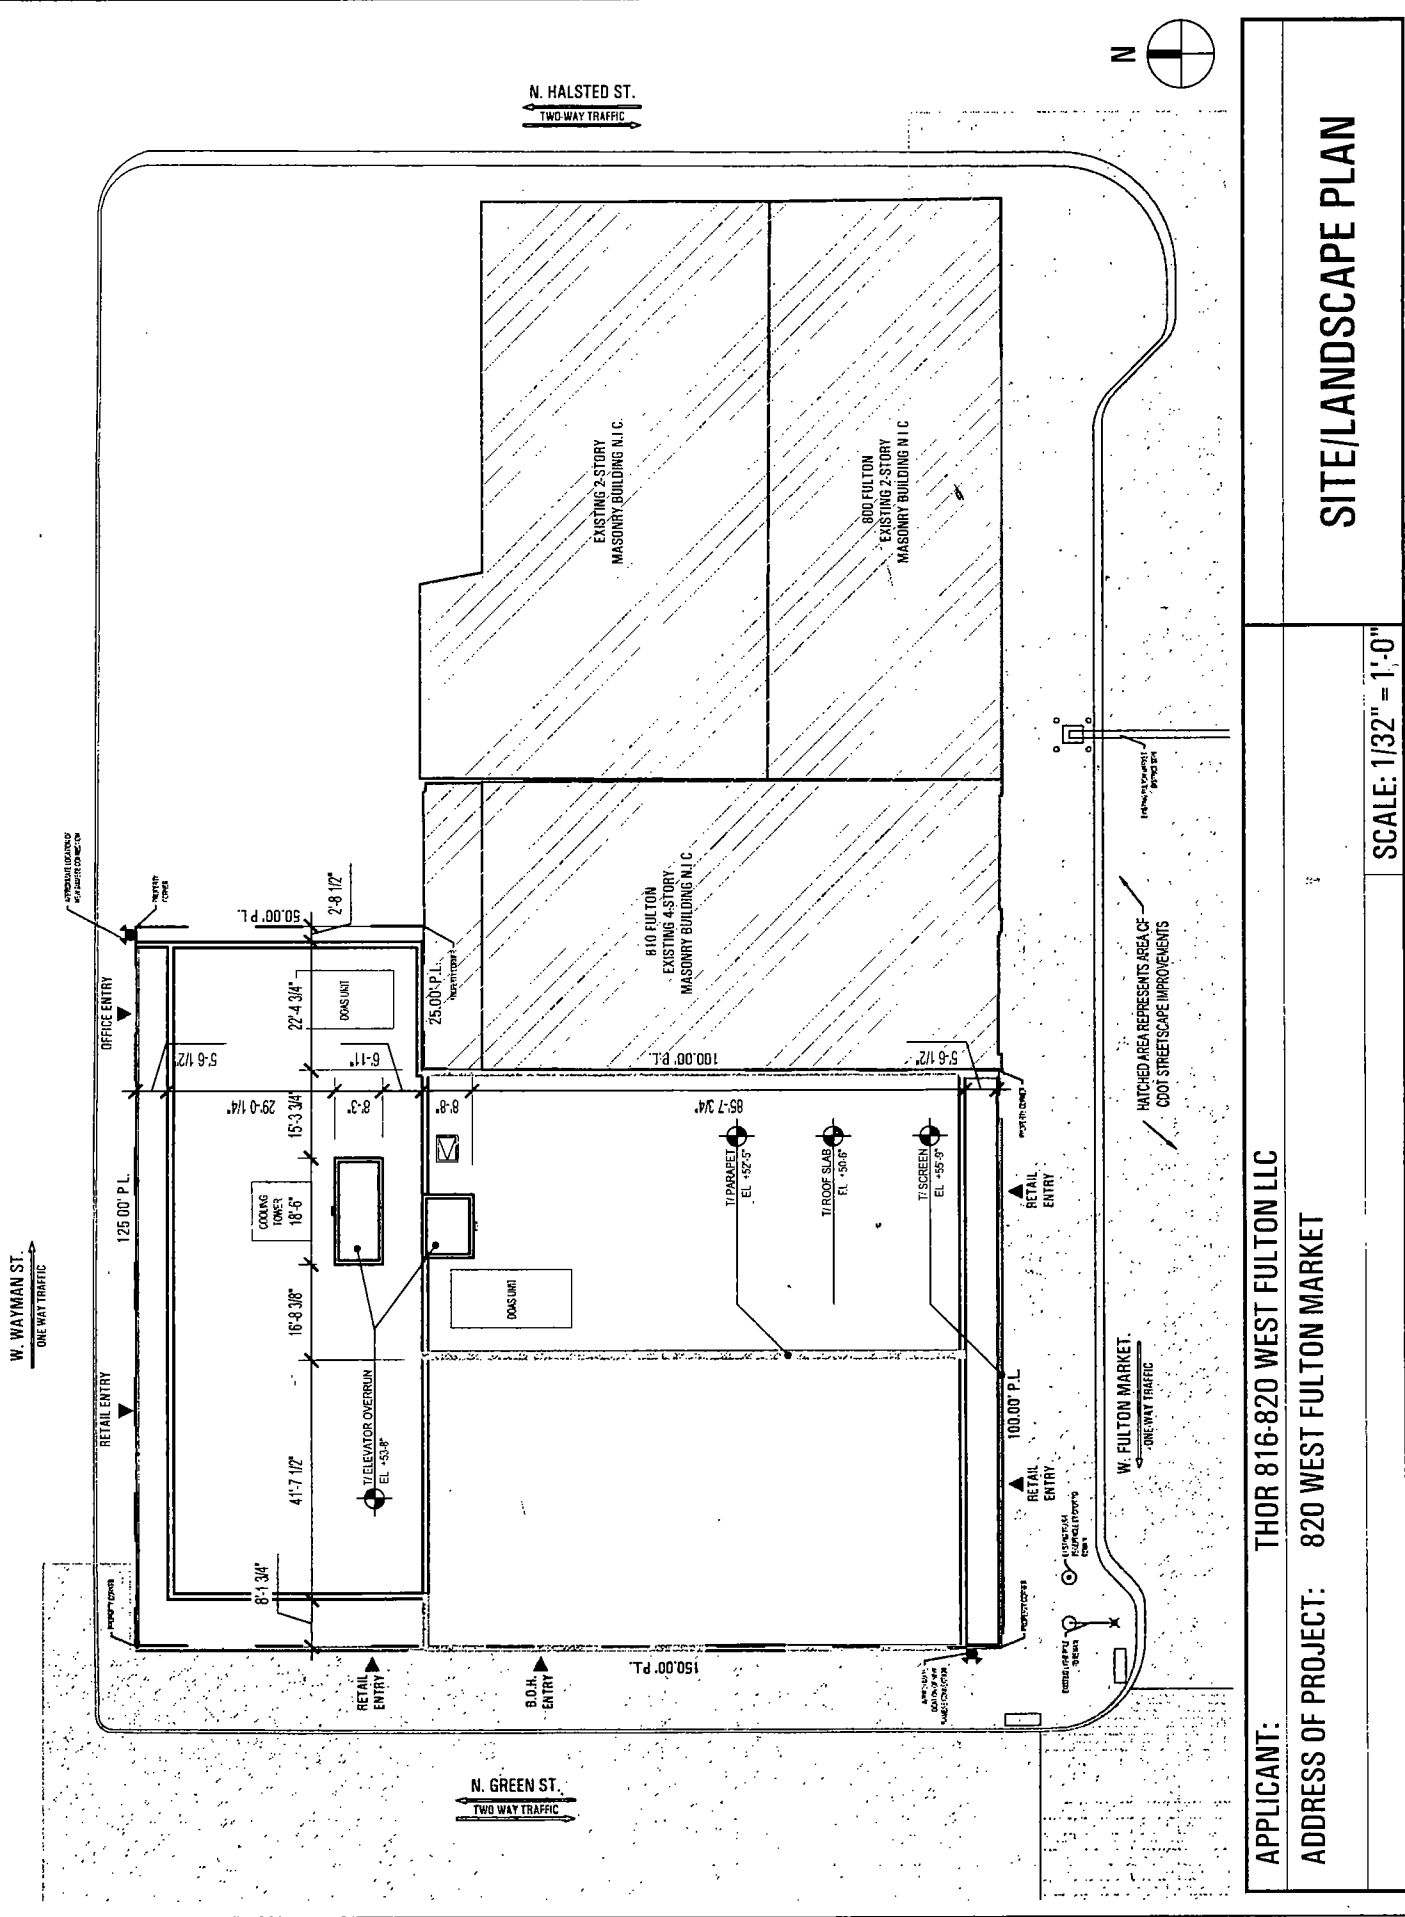 N
N. HALSTED ST.
TWO-WAY TRAFFIC
W. WAYMAN ST.
ONE WAY TRAFFIC
N. GREEN ST.
TWO WAY TRAFFIC
W. FULTON MARKET.
ONE-WAY TRAFFIC
EXISTING 2-STORY
MASONRY BUILDING N.I.C.
800 FULTON
EXISTING 2-STORY
MASONRY BUILDING N I C
810 FULTON
EXISTING 4-STORY
MASONRY BUILDING N.I.C
HATCHED AREA REPRESENTS AREA OF
CDOT STREETSCAPE IMPROVEMENTS
OFFICE ENTRY
RETAIL ENTRY
RETAIL
ENTRY
B.O.H.
ENTRY
RETAIL
ENTRY
RETAIL
ENTRY
PROPERTY
CORNER
125 00' P.L.
50.00' P.L.
25.00' P.L.
100.00' P.L.
100.00' P.L.
150.00' P.L.
8'-1 3/4"
41'-7 1/2"
16'-8 3/8"
18'-6"
15'-3 3/4"
22'-4 3/4"
2'-8 1/2"
5'-6 1/2"
29'-0 1/4"
8'-3"
6'-11"
8'-8"
85'-7 3/4"
5'-6 1/2"
COOLING
TOWER
DOAS UNIT
DOAS UNIT
T/ ELEVATOR OVERRUN
EL +53'-8"
T/ PARAPET
EL +52'-5"
T/ ROOF SLAB
EL +50'-6"
T/ SCREEN
EL +55'-9"
APPLICANT: THOR 816-820 WEST FULTON LLC
ADDRESS OF PROJECT: 820 WEST FULTON MARKET
SITE/LANDSCAPE PLAN
SCALE: 1/32" = 1'-0"